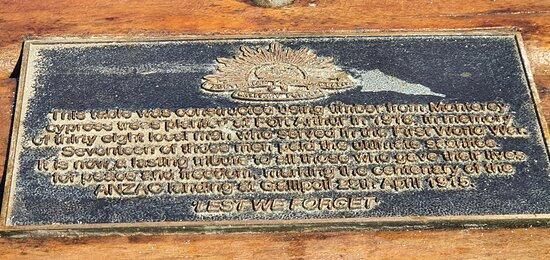 This table was constructed using timber from Monterey
cypress trees planted at Port Arthur in in memory
of thirty eight local men who served in the First World War.
Seventeen of those men paid the ultimate sacrifice.
It is now a lasting tribute to all men who gave their lives
for peace and freedom, marking the centenary of the
ANZAC landing at Gallipoli 25th April 1915.
'LEST WE FORGET'